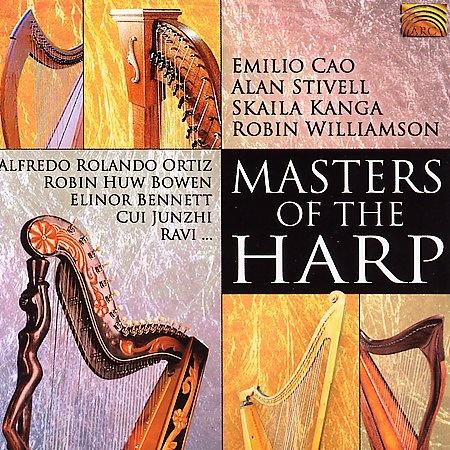 ARC
EMILIO CAO
ALAN STIVELL
SKAILA KANGA
ROBIN WILLIAMSON
ALFREDO ROLANDO ORTIZ
ROBIN HUW BOWEN
ELINOR BENNETT
CUI JUNZHI
RAVI ...
MASTERS
OF THE
HARP